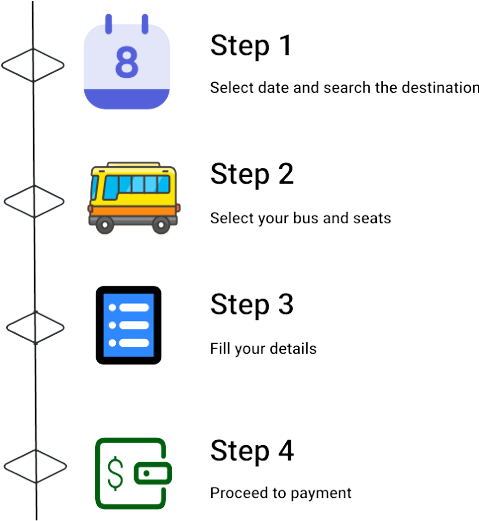 8
Step 1
Select date and search the destination
Step 2
Select your bus and seats
Step 3
Fill your details
$
Step 4
Proceed to payment